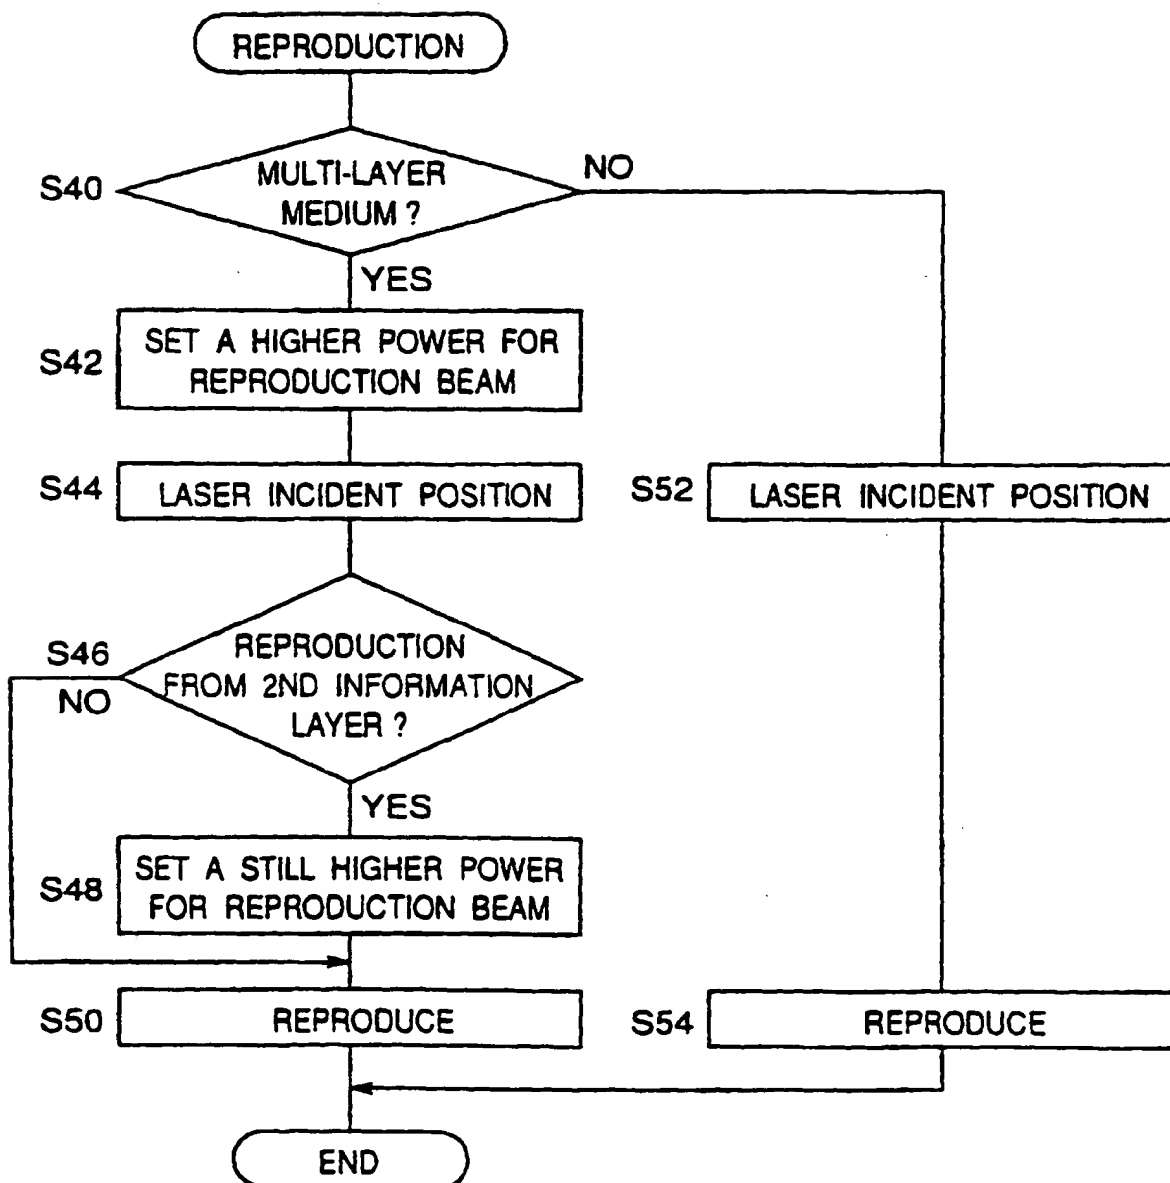 REPRODUCTION
S40
MULTI-LAYER
MEDIUM ?
NO
YES
S42
SET A HIGHER POWER FOR
REPRODUCTION BEAM
S44
LASER INCIDENT POSITION
S52
LASER INCIDENT POSITION
S46
NO
REPRODUCTION
FROM 2ND INFORMATION
LAYER ?
YES
S48
SET A STILL HIGHER POWER
FOR REPRODUCTION BEAM
S50
REPRODUCE
S54
REPRODUCE
END